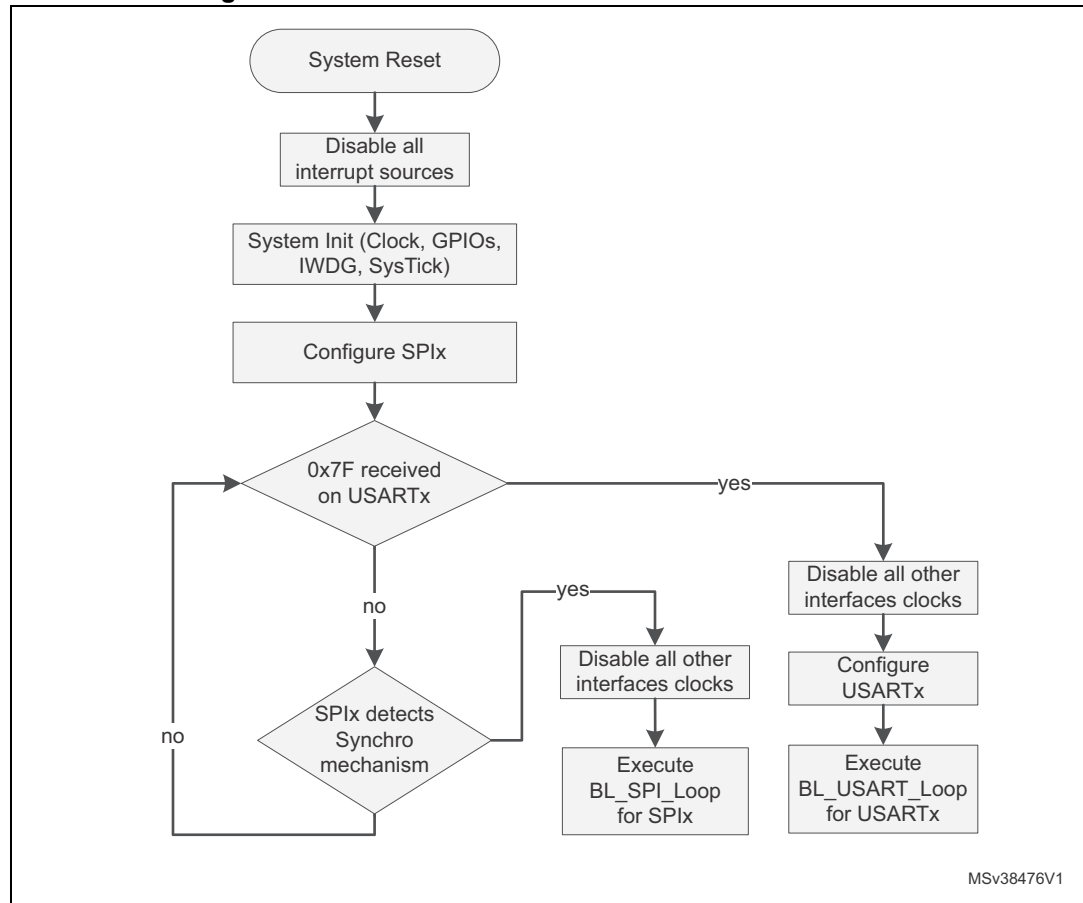 System Reset
Disable all
interrupt sources
System Init (Clock, GPIOs,
IWDG, SysTick)
Configure SPIx
0x7F received
on USARTx
yes
no
yes
Disable all other
interfaces clocks
Disable all other
interfaces clocks
Configure
USARTx
no
SPIx detects
Synchro
mechanism
Execute
BL_SPI_Loop
for SPIx
Execute
BL_USART_Loop
for USARTx
MSv38476V1